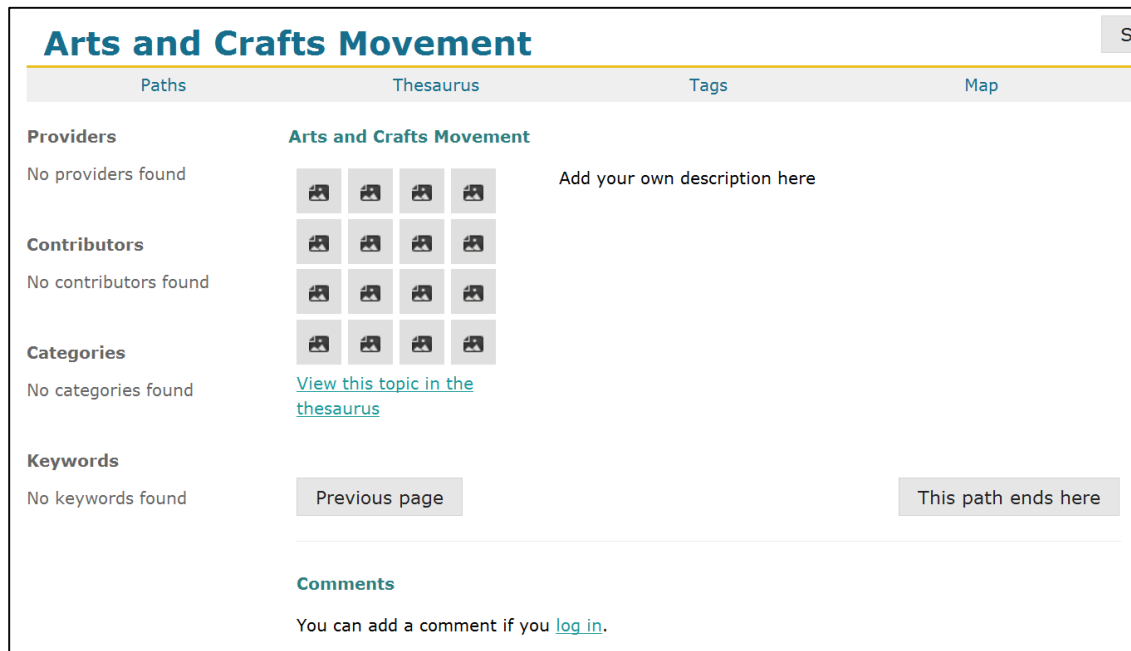 Arts and Crafts Movement
S
Paths Thesaurus Tags Map
Providers
No providers found
Contributors
No contributors found
Categories
No categories found
Keywords
No keywords found
Arts and Crafts Movement
Add your own description here
View this topic in the
thesaurus
Previous page
This path ends here
Comments
You can add a comment if you log in.